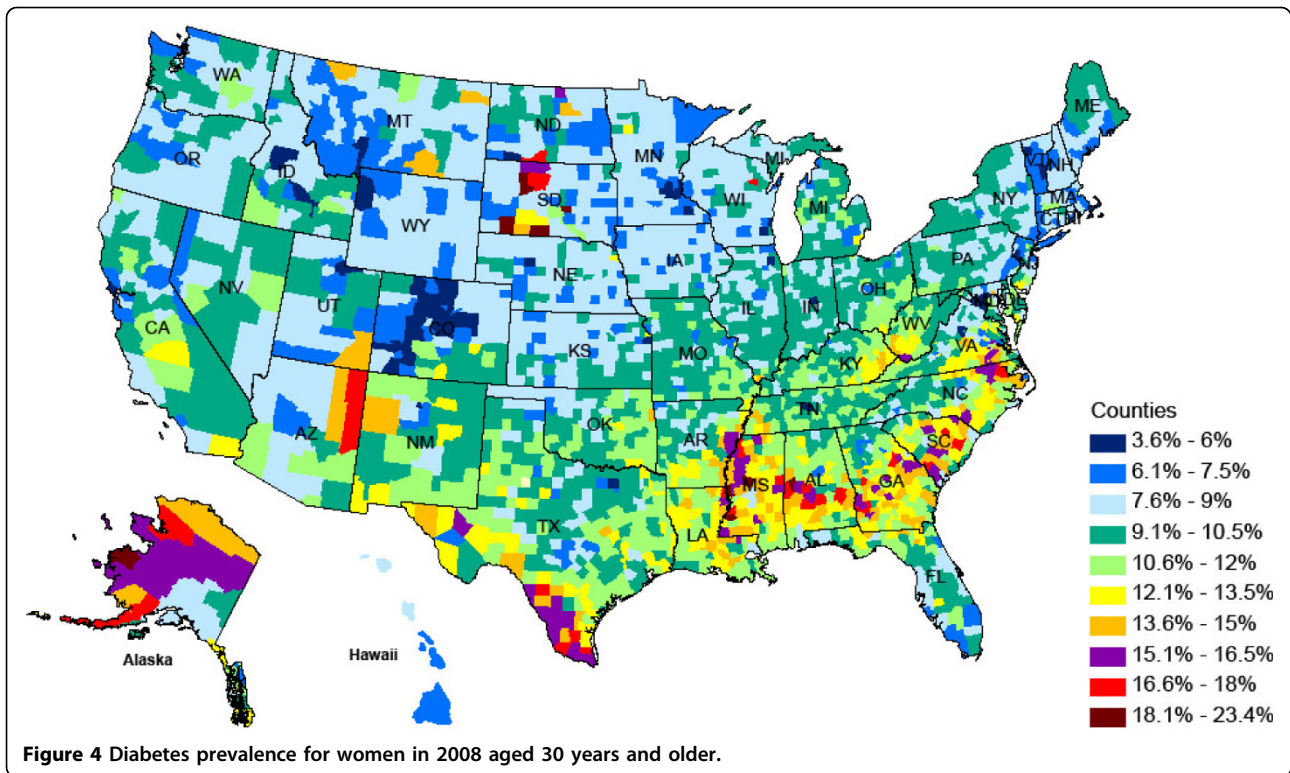 WA
MT
ND
MN
ME
OR
ID
SD
WI
MI
MI
VT
NH
NY
MA
CT
RI
WY
NE
IA
PA
NJ
NV
UT
CO
IL
IN
OH
WV
MD
DE
CA
KS
MO
KY
VA
AZ
NM
OK
AR
TN
NC
SC
TX
LA
MS
AL
GA
FL
Alaska
Hawaii
Counties
3.6% - 6%
6.1% - 7.5%
7.6% - 9%
9.1% - 10.5%
10.6% - 12%
12.1% - 13.5%
13.6% - 15%
15.1% - 16.5%
16.6% - 18%
18.1% - 23.4%
Figure 4 Diabetes prevalence for women in 2008 aged 30 years and older.